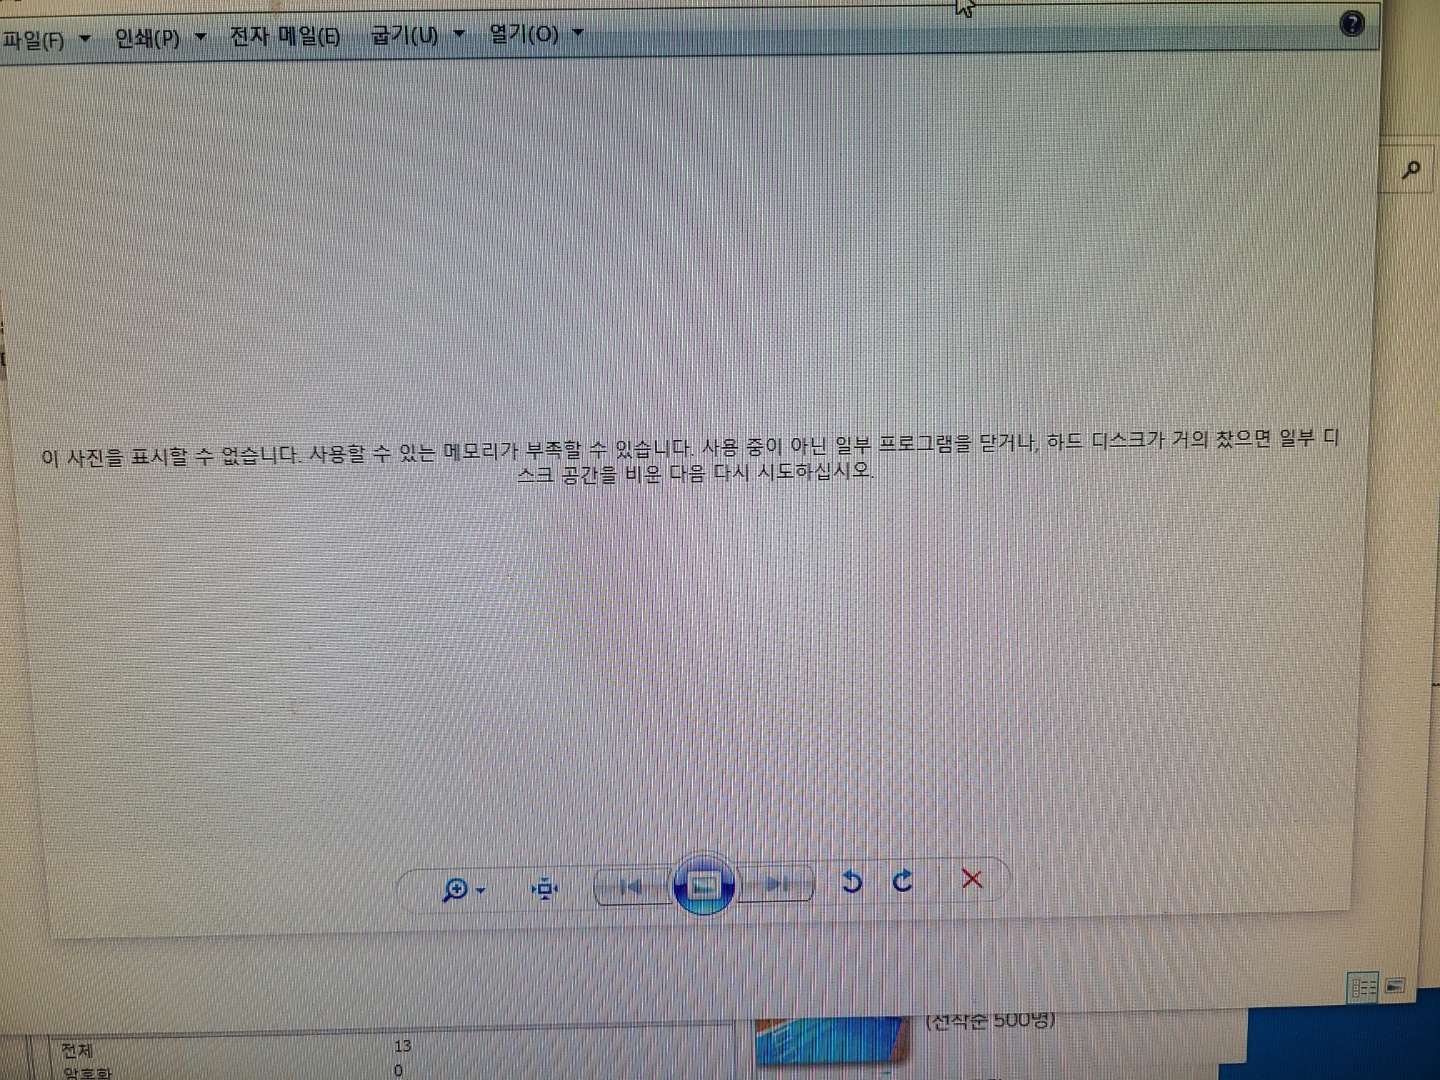 파일(F) 인쇄(P) 전자 메일(E) 굽기(U) 열기(O)
이 사진을 표시할 수 없습니다. 사용할 수 있는 메모리가 부족할 수 있습니다. 사용 중이 아닌 일부 프로그램을 닫거나, 하드 디스크가 거의 찼으면 일부 디
스크 공간을 비운 다음 다시 시도하십시오.
(선착순 500명)
전체 13
암호화 0